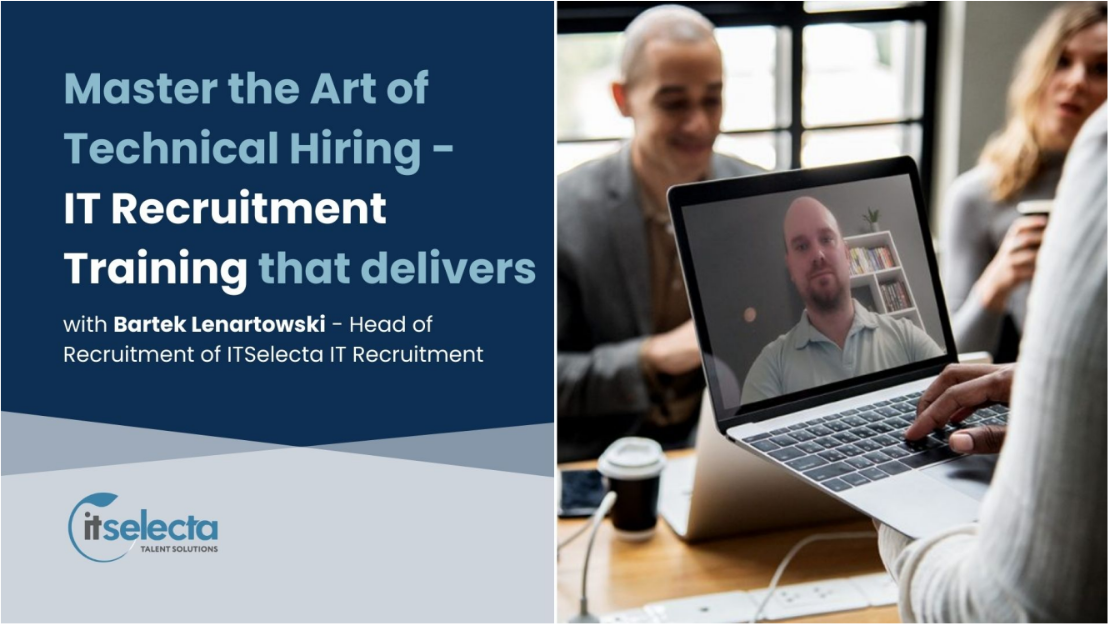 Master the Art of
Technical Hiring -
IT Recruitment
Training that delivers
with Bartek Lenartowski - Head of
Recruitment of ITSelecta IT Recruitment
itselecta
TALENT SOLUTIONS